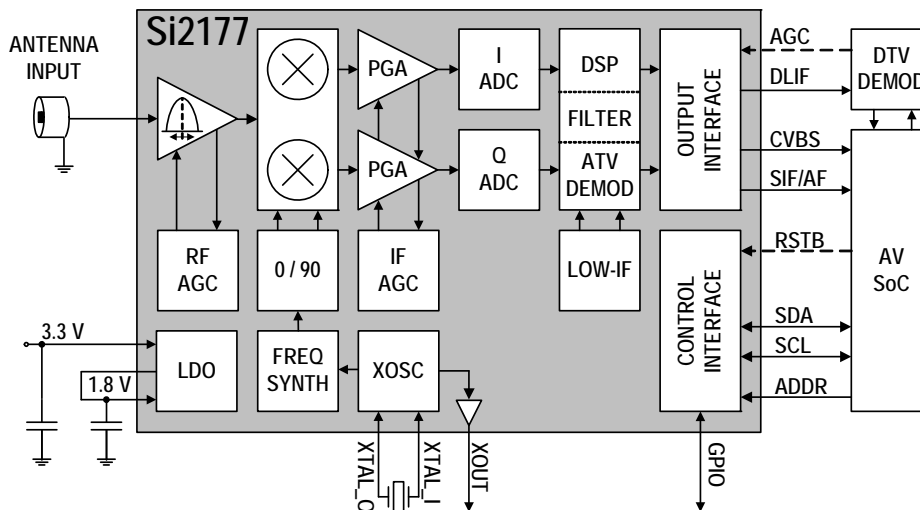 Si2177
ANTENNA
INPUT
PGA
PGA
I
ADC
Q
ADC
DSP
FILTER
ATV
DEMOD
OUTPUT
INTERFACE
AGC
DLIF
CVBS
SIF/AF
DTV
DEMOD
RF
AGC
0 / 90
IF
AGC
LOW-IF
RSTB
SDA
SCL
ADDR
AV
SoC
CONTROL
INTERFACE
3.3 V
1.8 V
LDO
FREQ
SYNTH
XOSC
XTAL_O
XTAL_I
XOUT
GPIO